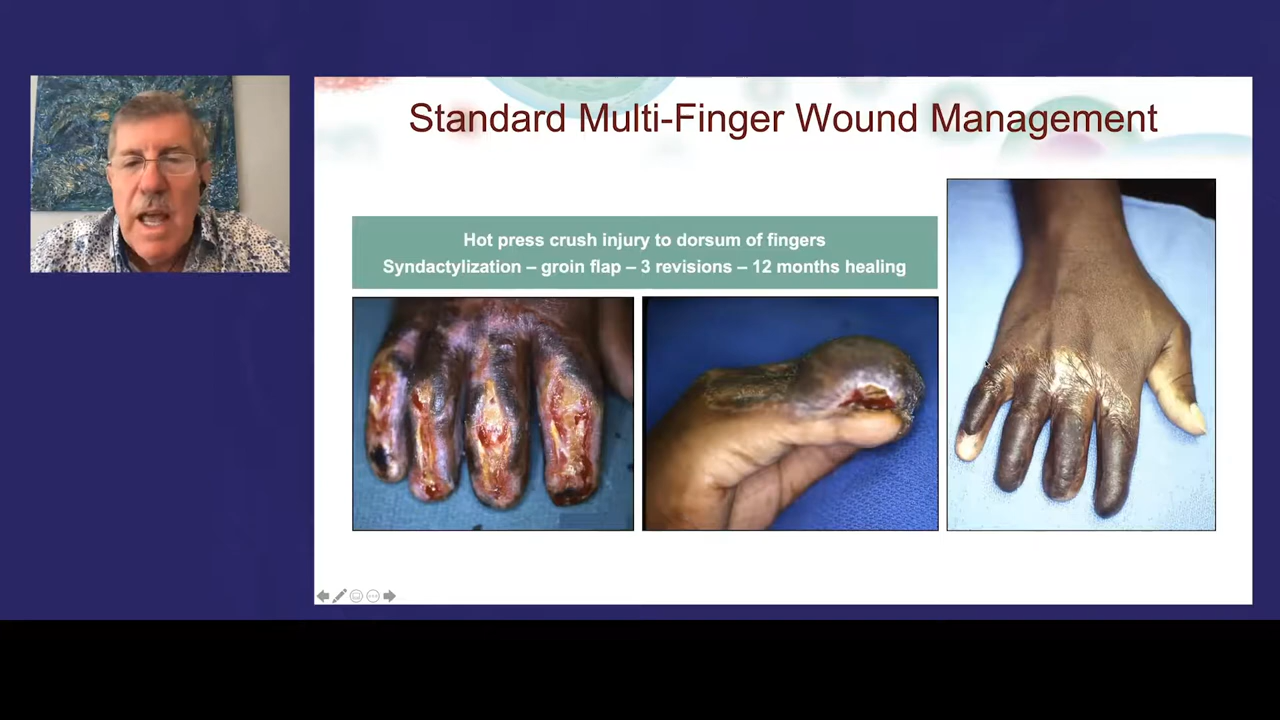 Standard Multi-Finger Wound Management
Hot press crush injury to dorsum of fingers
Syndactylization – groin flap – 3 revisions – 12 months healing